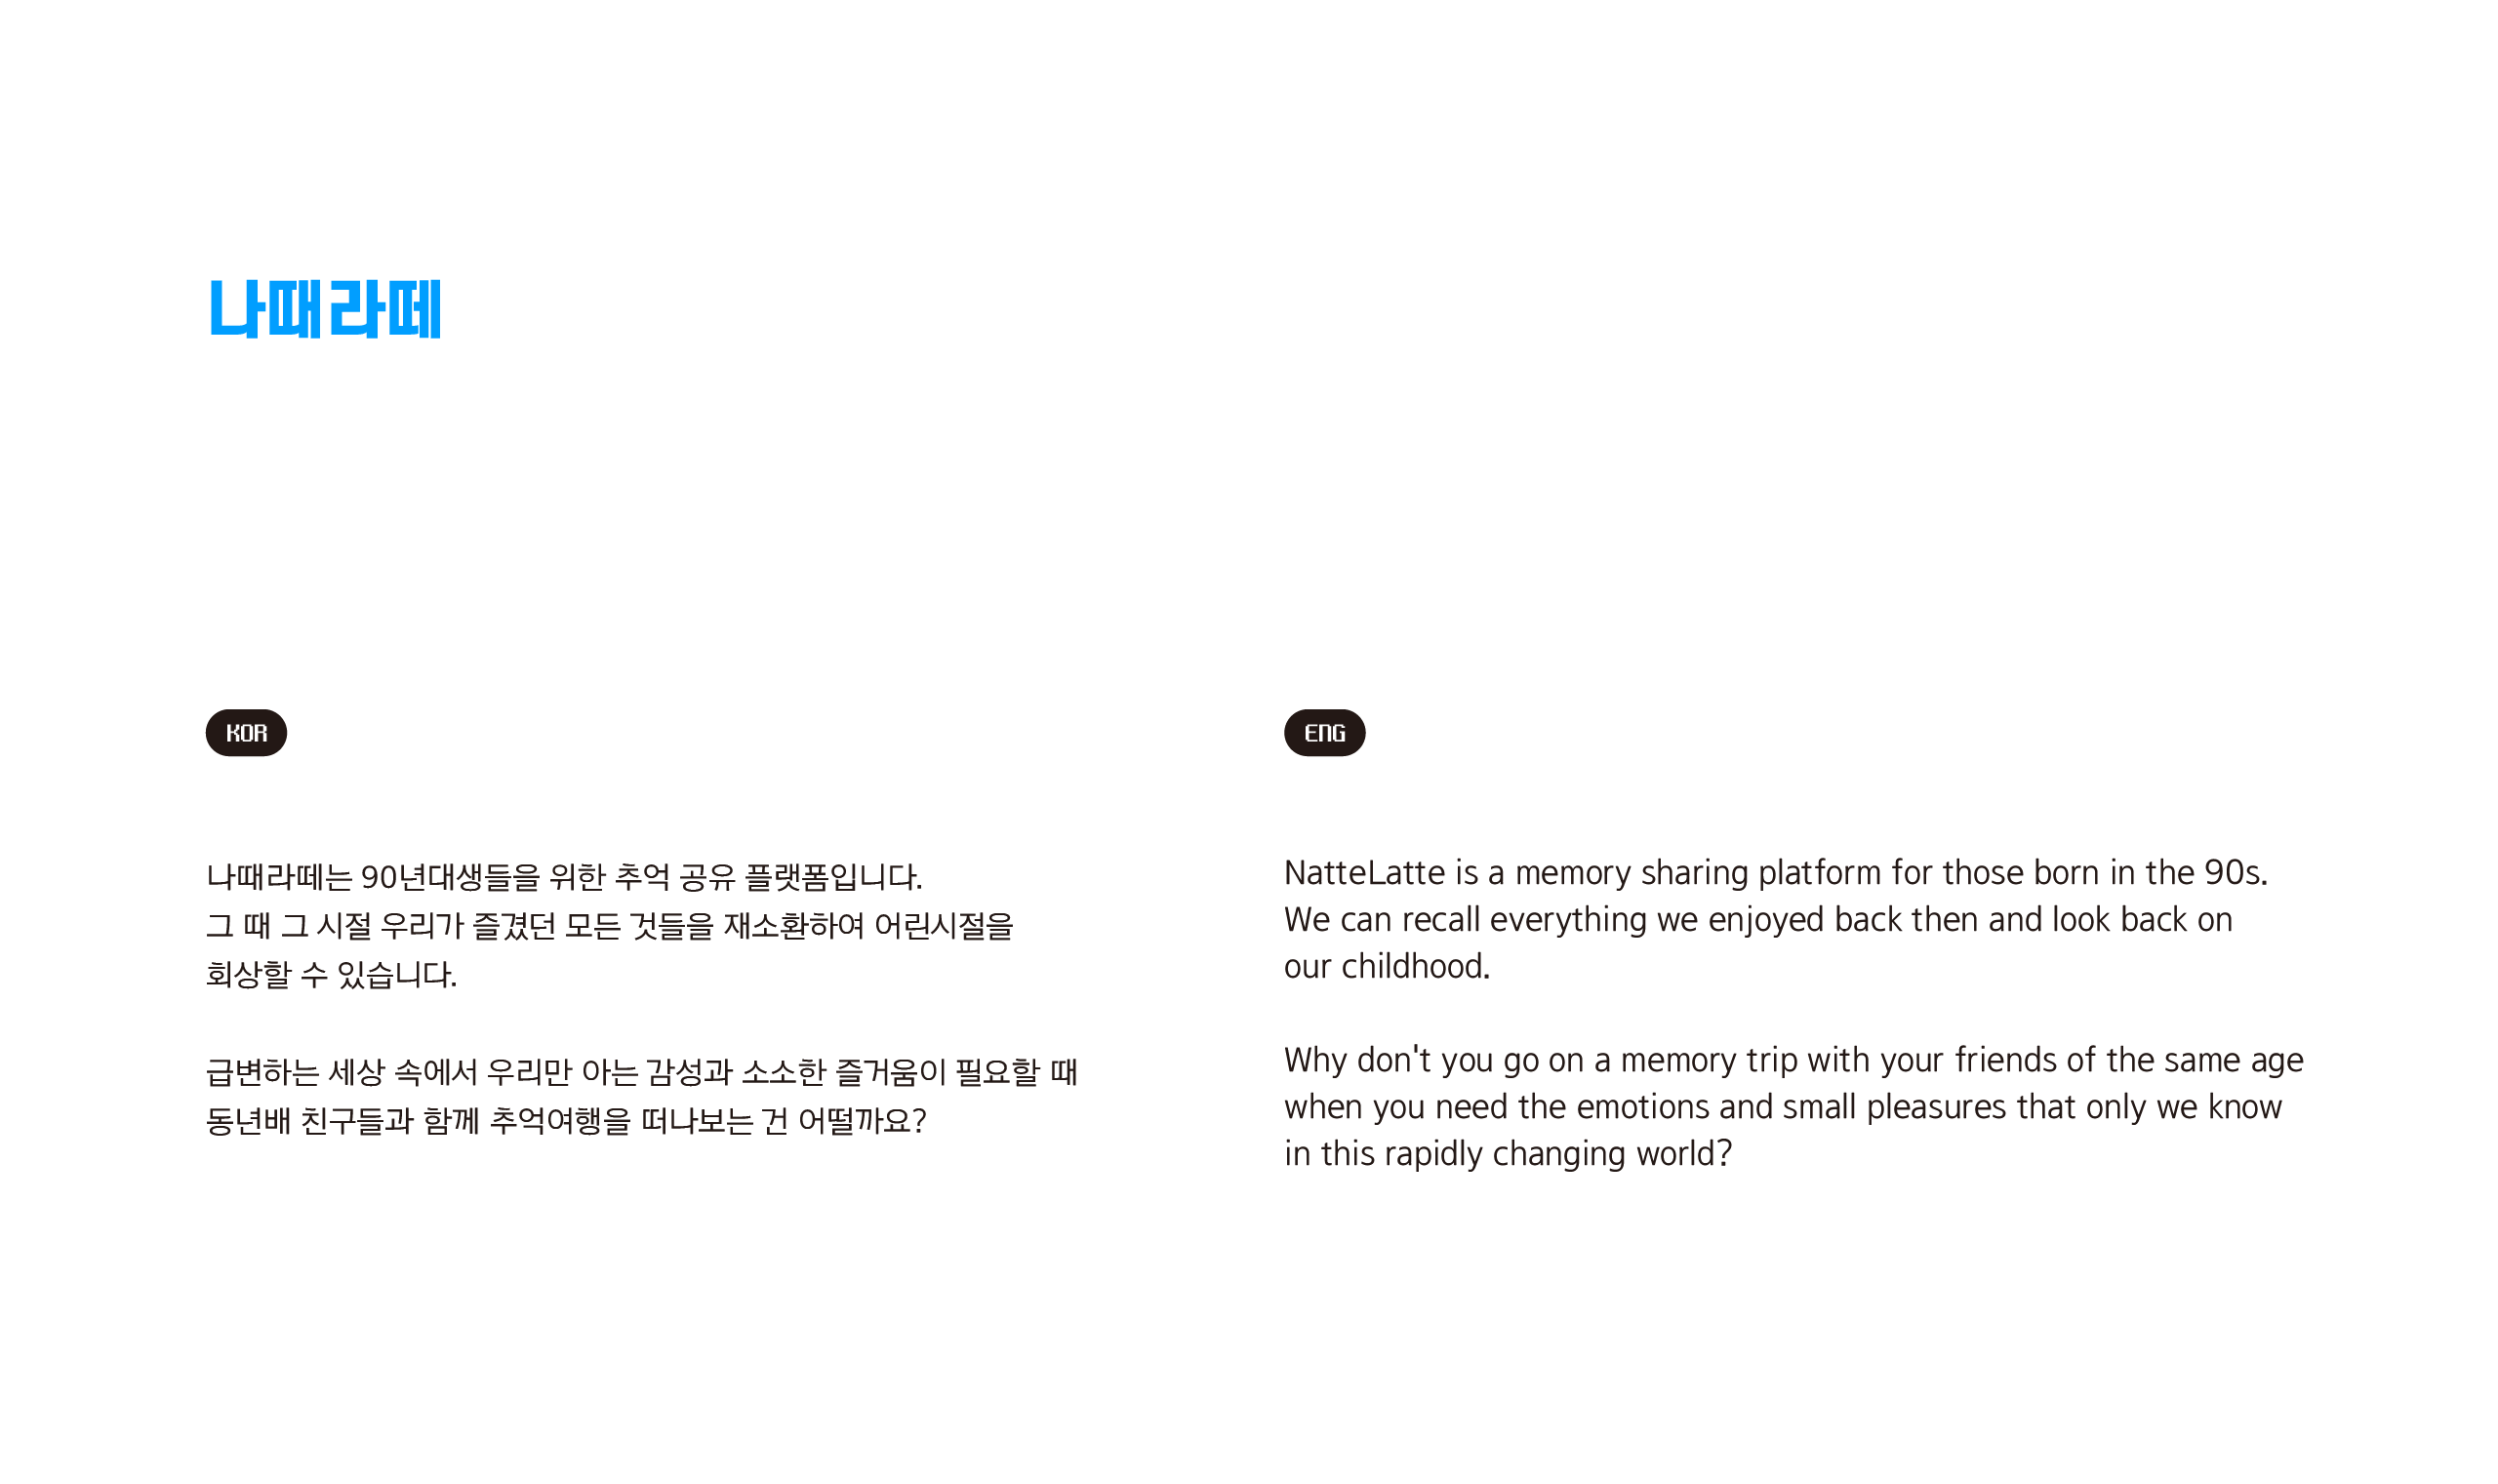 나때라떼
KOR
나때라떼는 90년대생들을 위한 추억 공유 플랫폼입니다.
그 때 그 시절 우리가 즐겼던 모든 것들을 재소환하여 어린시절을
회상할 수 있습니다.
급변하는 세상 속에서 우리만 아는 감성과 소소한 즐거움이 필요할 때
동년배 친구들과 함께 추억여행을 떠나보는 건 어떨까요?
ENG
NatteLatte is a memory sharing platform for those born in the 90s.
We can recall everything we enjoyed back then and look back on
our childhood.
Why don't you go on a memory trip with your friends of the same age
when you need the emotions and small pleasures that only we know
in this rapidly changing world?